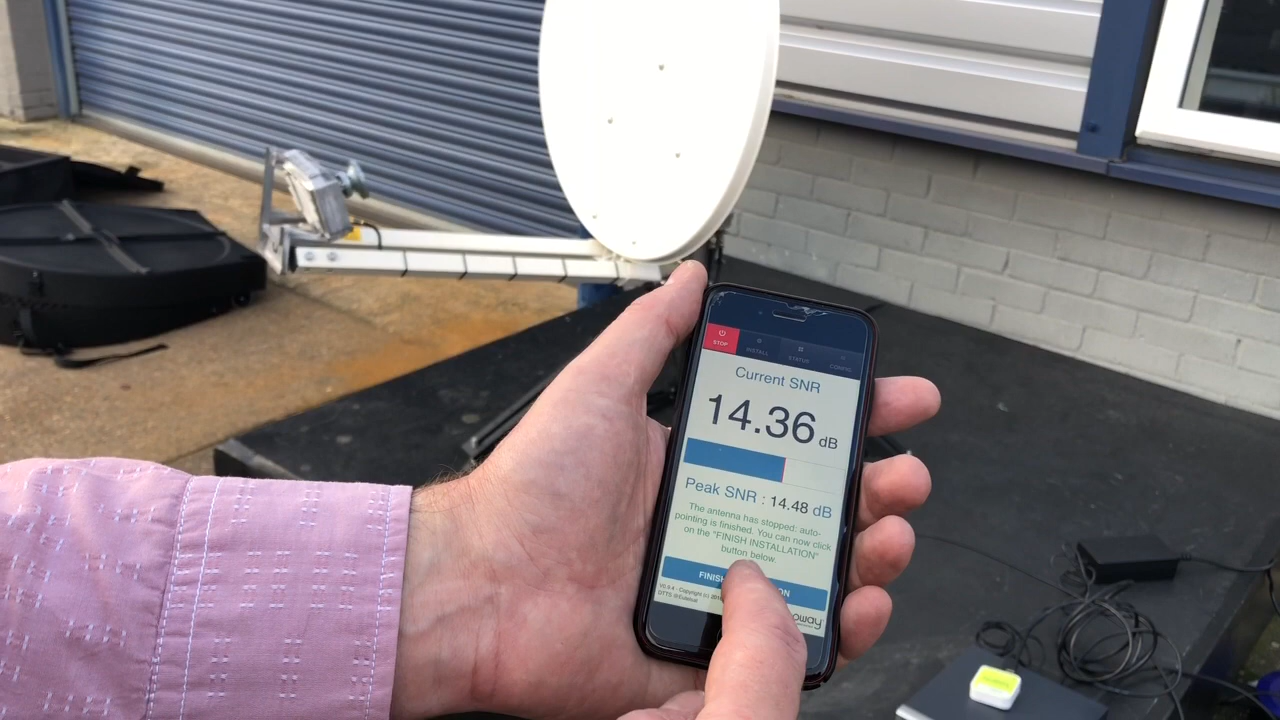 STOP
INSTALL
STATUS
CONFIG
Current SNR
14.36 dB
Peak SNR : 14.48 dB
The antenna has stopped: auto-
pointing is finished. You can now click
on the "FINISH INSTALLATION"
button below.